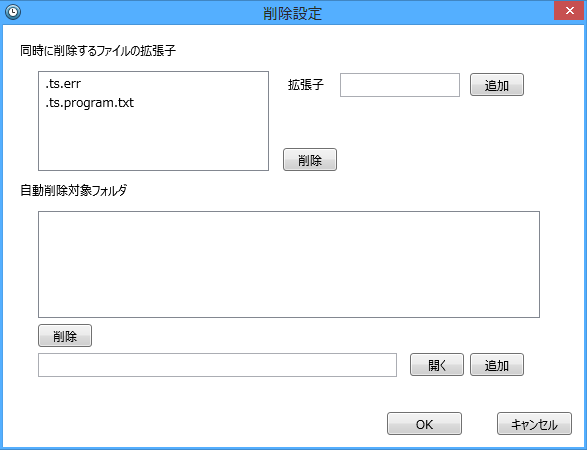 削除設定
同時に削除するファイルの拡張子
.ts.err
.ts.program.txt
拡張子
追加
削除
自動削除対象フォルダ
削除
開く
追加
OK
キャンセル